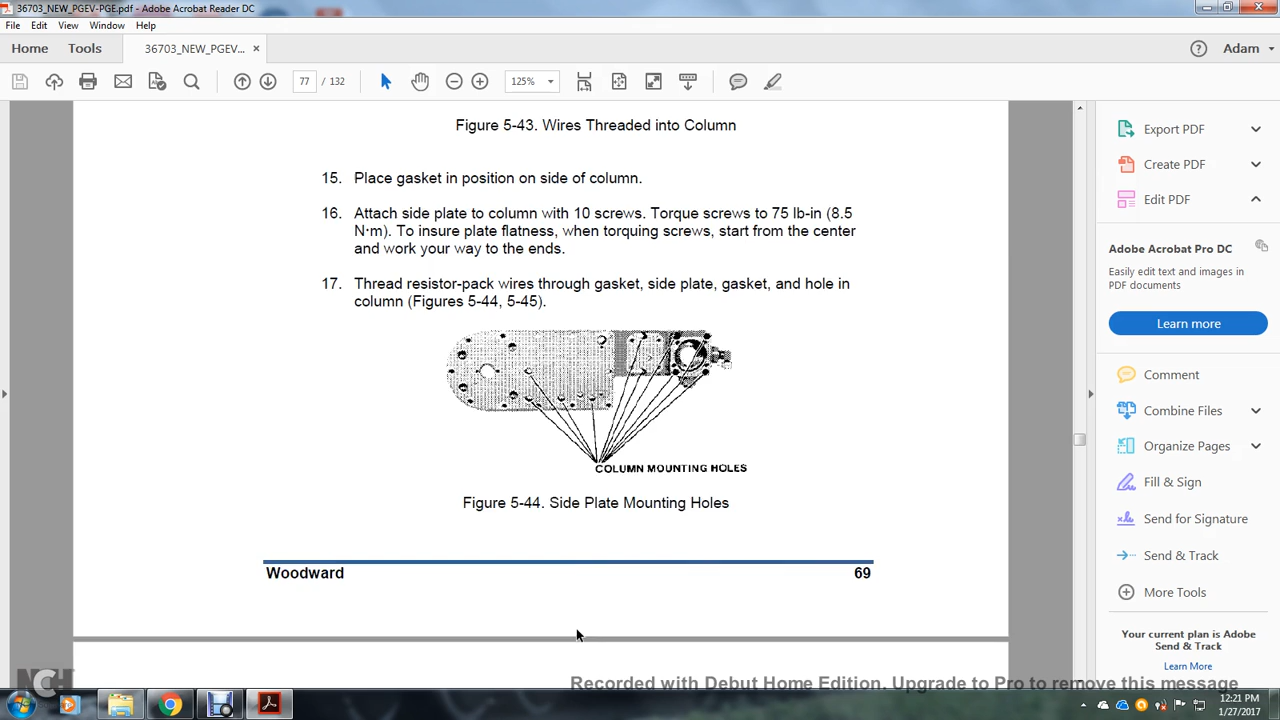 36703_NEW_PGEV-PGE.pdf - Adobe Acrobat Reader DC
File Edit View Window Help
Home Tools 36703_NEW_PGEV... × Adam
77 / 132 125%
Figure 5-43. Wires Threaded into Column
15. Place gasket in position on side of column.
16. Attach side plate to column with 10 screws. Torque screws to 75 lb-in (8.5
N·m). To insure plate flatness, when torquing screws, start from the center
and work your way to the ends.
17. Thread resistor-pack wires through gasket, side plate, gasket, and hole in
column (Figures 5-44, 5-45).
COLUMN MOUNTING HOLES
Figure 5-44. Side Plate Mounting Holes
Woodward 69
Export PDF
Create PDF
Edit PDF
Adobe Acrobat Pro DC
Easily edit text and images in
PDF documents
Learn more
Comment
Combine Files
Organize Pages
Fill & Sign
Send for Signature
Send & Track
More Tools
Your current plan is Adobe
Send & Track
Learn More
NCH
Recorded with Debut Home Edition. Upgrade to Pro to remove this message
12:21 PM
1/27/2017